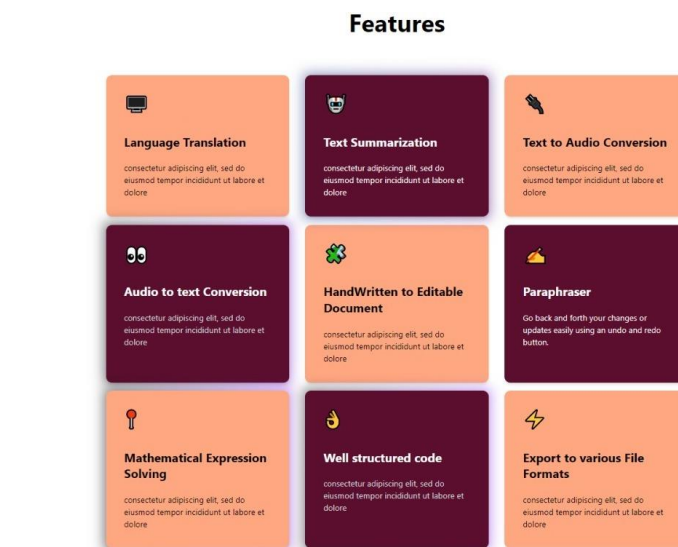 Features
Language Translation
consectetur adipiscing elit, sed do
eiusmod tempor incididunt ut labore et
dolore
Text Summarization
consectetur adipiscing elit, sed do
eiusmod tempor incididunt ut labore et
dolore
Text to Audio Conversion
consectetur adipiscing elit, sed do
eiusmod tempor incididunt ut labore et
dolore
Audio to text Conversion
consectetur adipiscing elit, sed do
eiusmod tempor incididunt ut labore et
dolore
HandWritten to Editable
Document
consectetur adipiscing elit, sed do
eiusmod tempor incididunt ut labore et
dolore
Paraphraser
Go back and forth your changes or
updates easily using an undo and redo
button.
Mathematical Expression
Solving
consectetur adipiscing elit, sed do
eiusmod tempor incididunt ut labore et
dolore
Well structured code
consectetur adipiscing elit, sed do
eiusmod tempor incididunt ut labore et
dolore
Export to various File
Formats
consectetur adipiscing elit, sed do
eiusmod tempor incididunt ut labore et
dolore